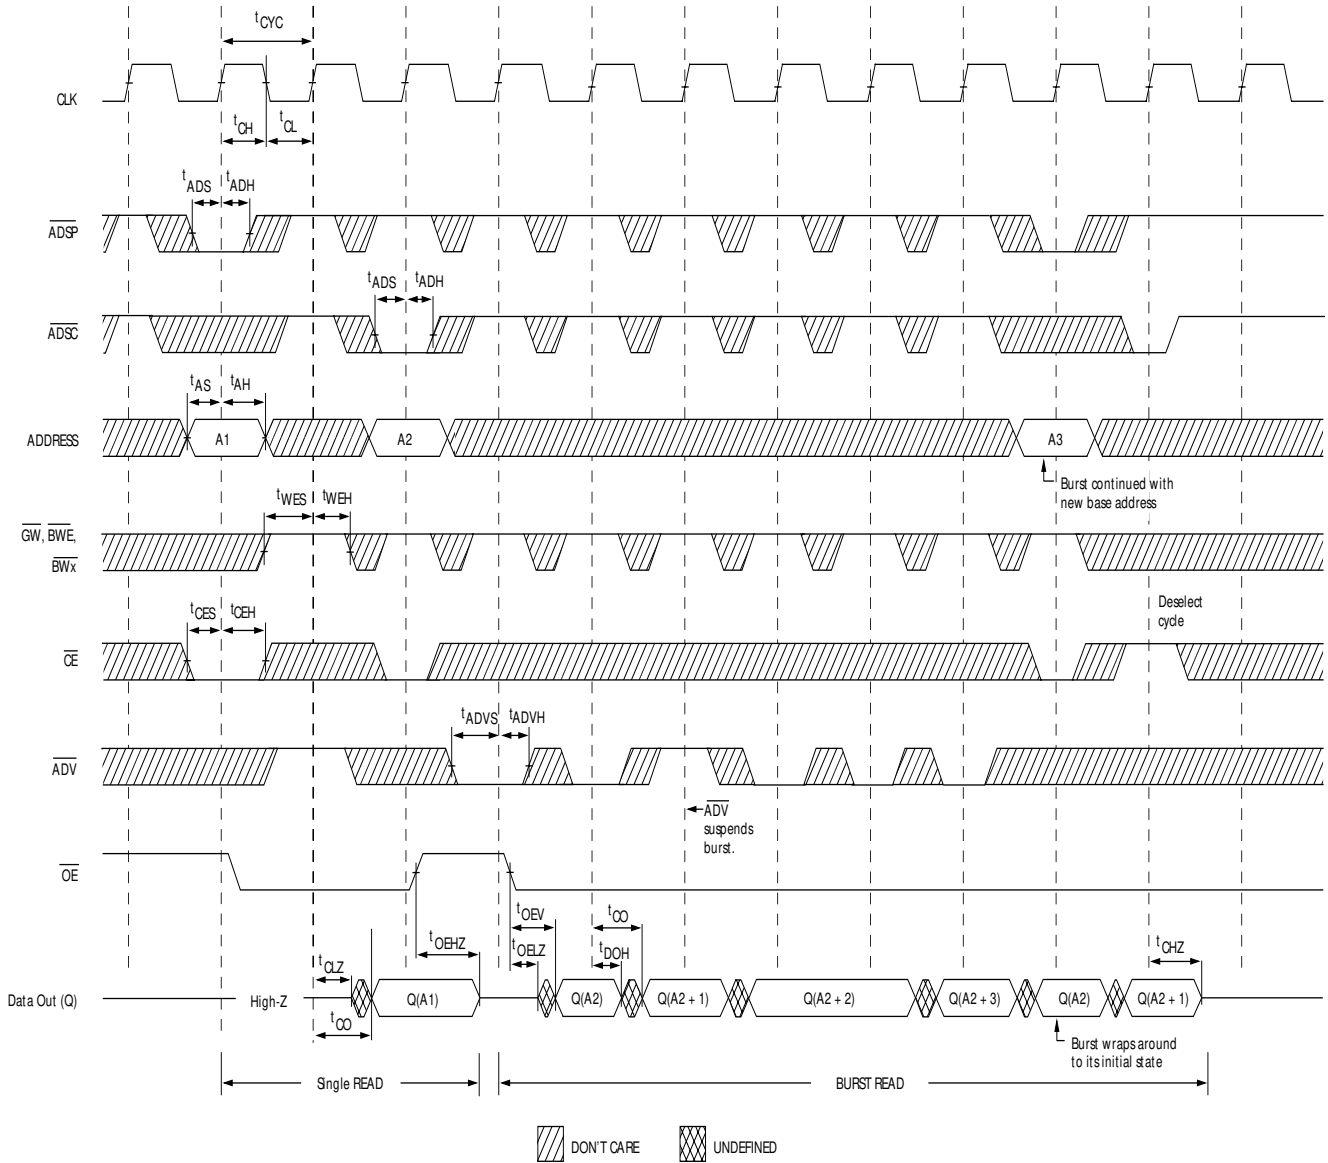 tCYC
CLK
tCH
tCL
tADS
tADH
ADSP
tADS
tADH
ADSC
tAS
tAH
ADDRESS
A1
A2
A3
Burst continued with
new base address
tWES
tWEH
GW, BWE,
BWx
Deselect
cycle
tCES
tCEH
CE
tADVS
tADVH
ADV
ADV
suspends
burst.
OE
tOEV
tCO
tOEHZ
tOELZ
tDOH
tCHZ
tCLZ
Data Out (Q)
High-Z
Q(A1)
Q(A2)
Q(A2 + 1)
Q(A2 + 2)
Q(A2 + 3)
Q(A2)
Q(A2 + 1)
tCO
Burst wraps around
to its initial state
Single READ
BURST READ
DON'T CARE
UNDEFINED